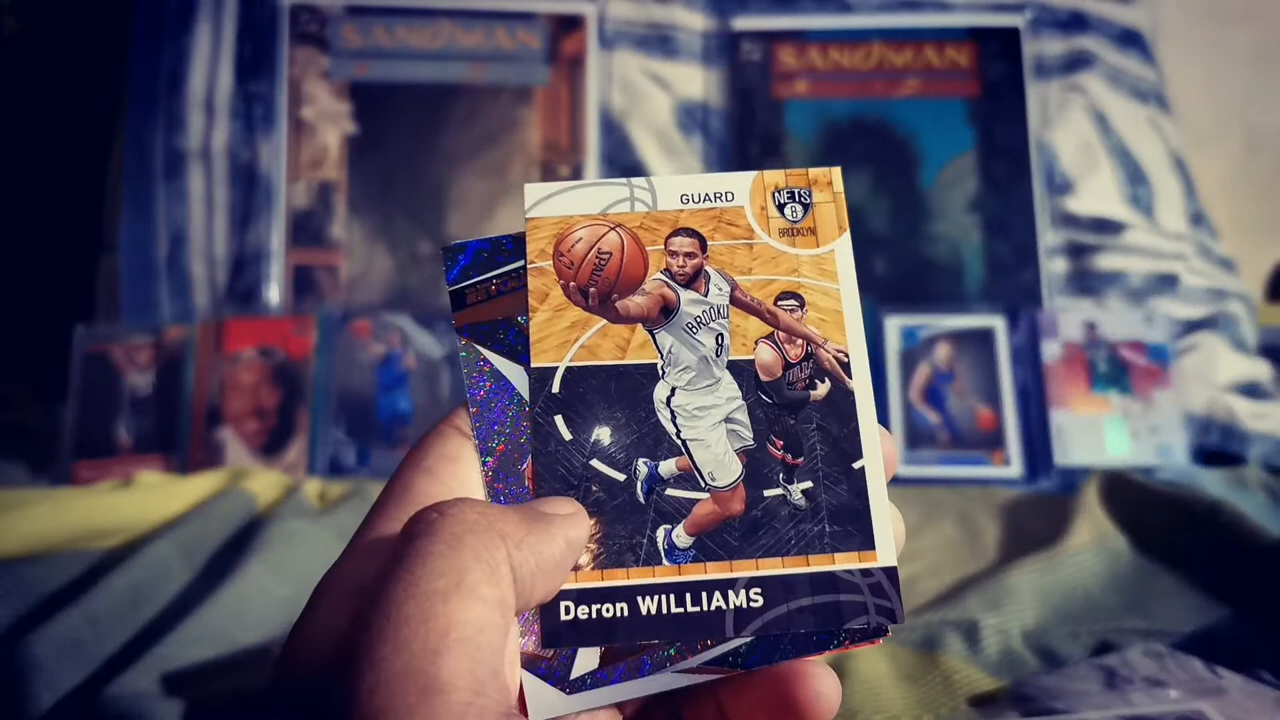 SANDMAN
SANDMAN
GUARD
NETS
B
BROOKLYN
SPALDING
BROOKLYN
8
Deron WILLIAMS